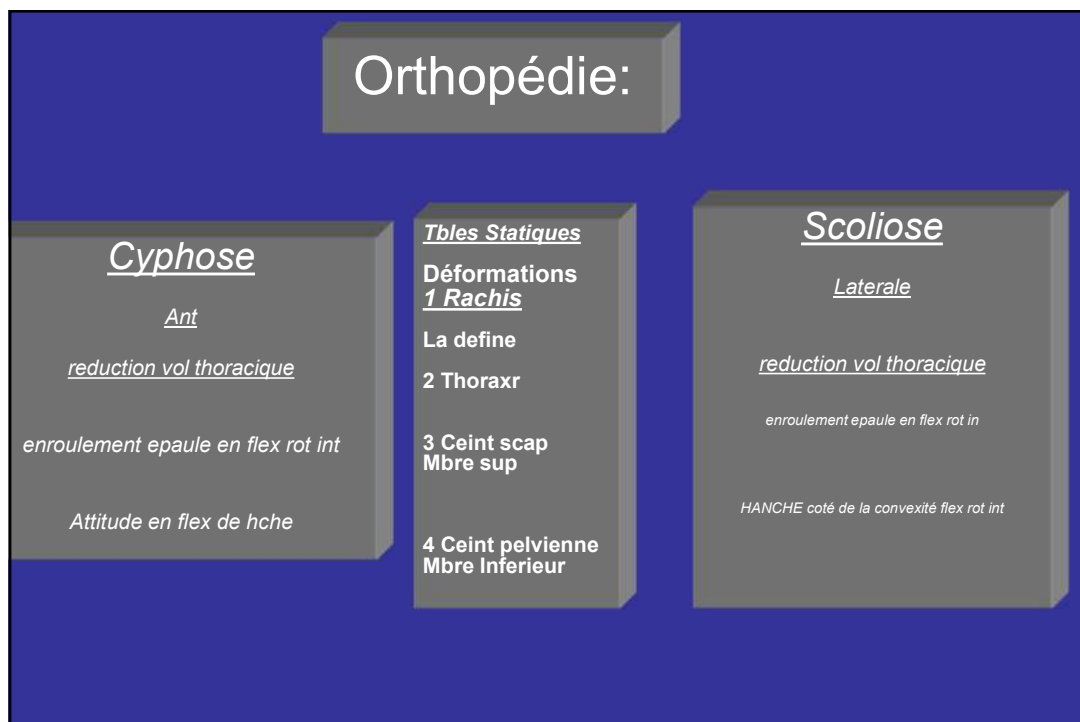 Orthopédie:
Cyphose
Ant
reduction vol thoracique
enroulement epaule en flex rot int
Attitude en flex de hche
Tbles Statiques
Déformations
1 Rachis
La define
2 Thoraxr
3 Ceint scap
Mbre sup
4 Ceint pelvienne
Mbre Inferieur
Scoliose
Laterale
reduction vol thoracique
enroulement epaule en flex rot in
HANCHE coté de la convexité flex rot int